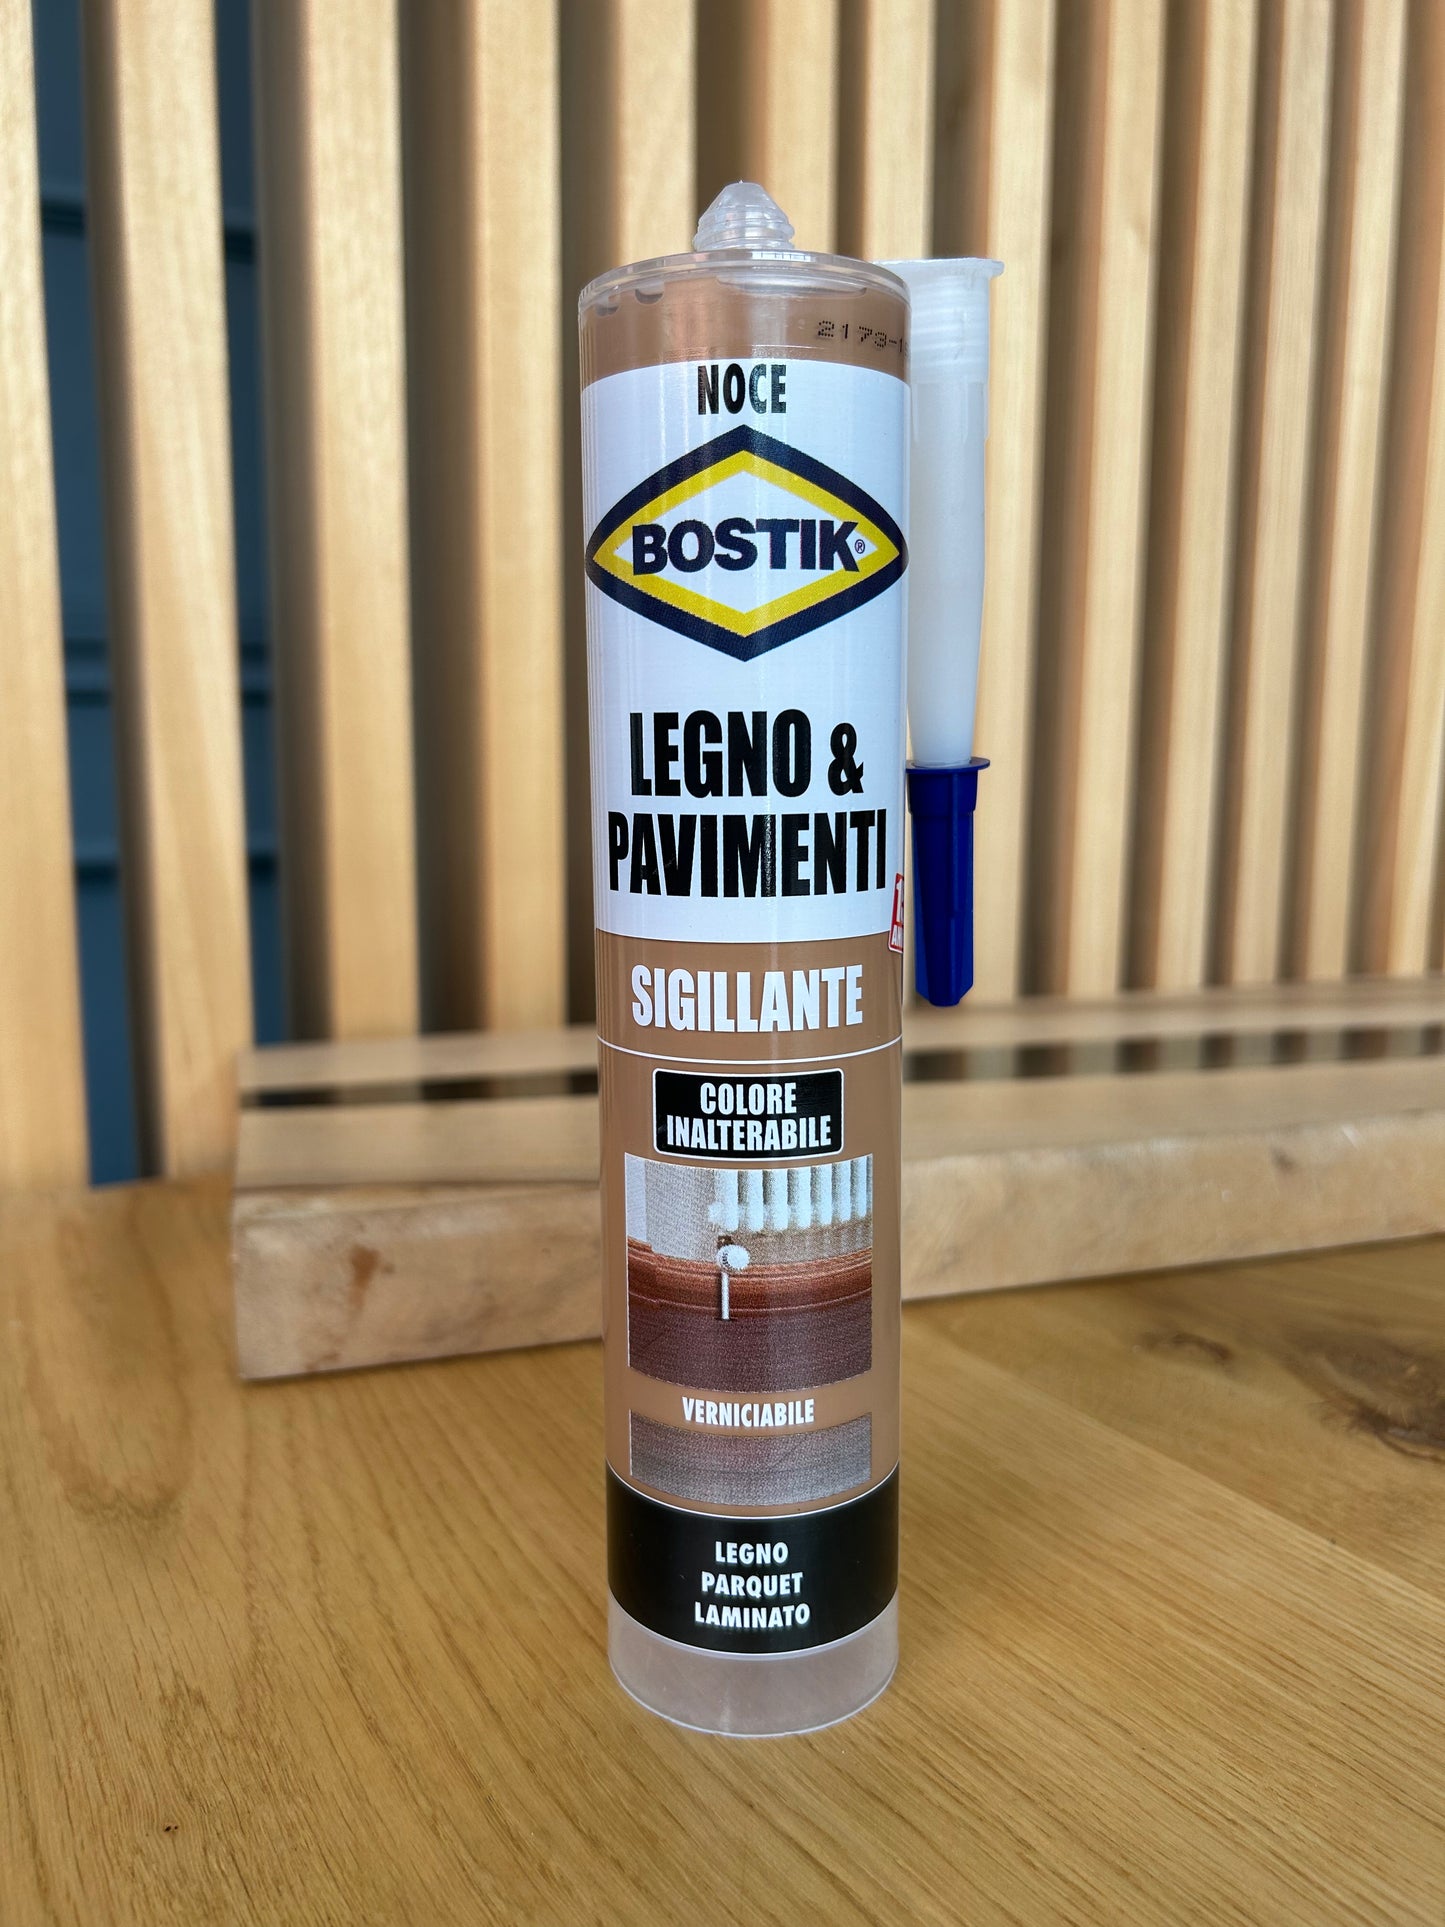 NOCE
BOSTIK®
LEGNO &
PAVIMENTI
SIGILLANTE
COLORE
INALTERABILE
VERNICIABILE
LEGNO
PARQUET
LAMINATO